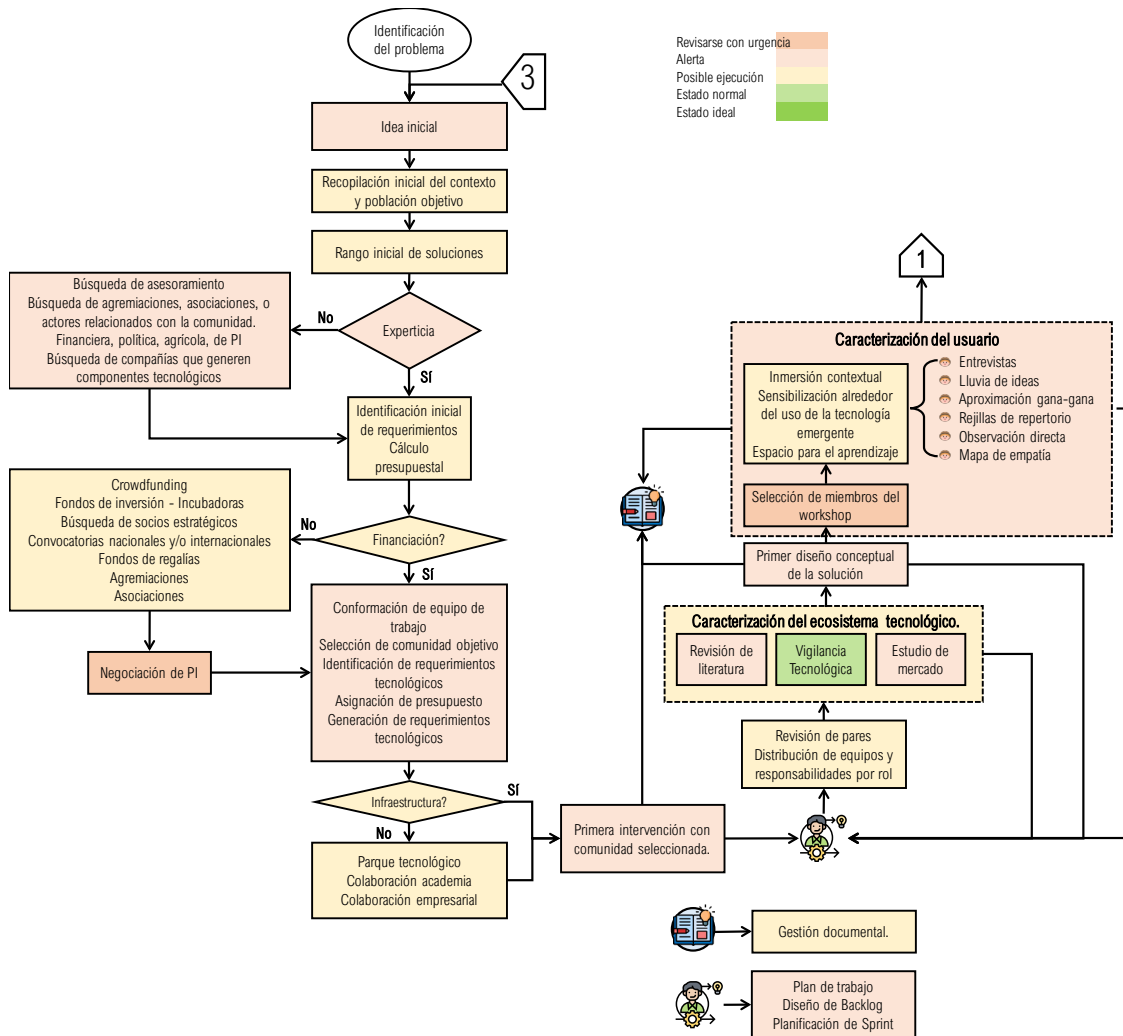 Identificación
del problema
3
Revisarse con urgencia
Alerta
Posible ejecución
Estado normal
Estado ideal
Idea inicial
Recopilación inicial del contexto
y población objetivo
Rango inicial de soluciones
Búsqueda de asesoramiento
Búsqueda de agremiaciones, asociaciones, o
actores relacionados con la comunidad.
Financiera, política, agrícola, de PI
Búsqueda de compañías que generen
componentes tecnológicos
No
Experticia
Sí
Identificación inicial
de requerimientos
Cálculo
presupuestal
Crowdfunding
Fondos de inversión - Incubadoras
Búsqueda de socios estratégicos
Convocatorias nacionales y/o internacionales
Fondos de regalías
Agremiaciones
Asociaciones
No
Financiación?
Sí
Negociación de PI
Conformación de equipo de
trabajo
Selección de comunidad objetivo
Identificación de requerimientos
tecnológicos
Asignación de presupuesto
Generación de requerimientos
tecnológicos
Infraestructura?
Sí
No
Parque tecnológico
Colaboración academia
Colaboración empresarial
Primera intervención con
comunidad seleccionada.
1
Caracterización del usuario
Inmersión contextual
Sensibilización alrededor
del uso de la tecnología
emergente
Espacio para el aprendizaje
Entrevistas
Lluvia de ideas
Aproximación gana-gana
Rejillas de repertorio
Observación directa
Mapa de empatía
Selección de miembros del
workshop
Primer diseño conceptual
de la solución
Caracterización del ecosistema tecnológico.
Revisión de
literatura
Vigilancia
Tecnológica
Estudio de
mercado
Revisión de pares
Distribución de equipos y
responsabilidades por rol
Gestión documental.
Plan de trabajo
Diseño de Backlog
Planificación de Sprint